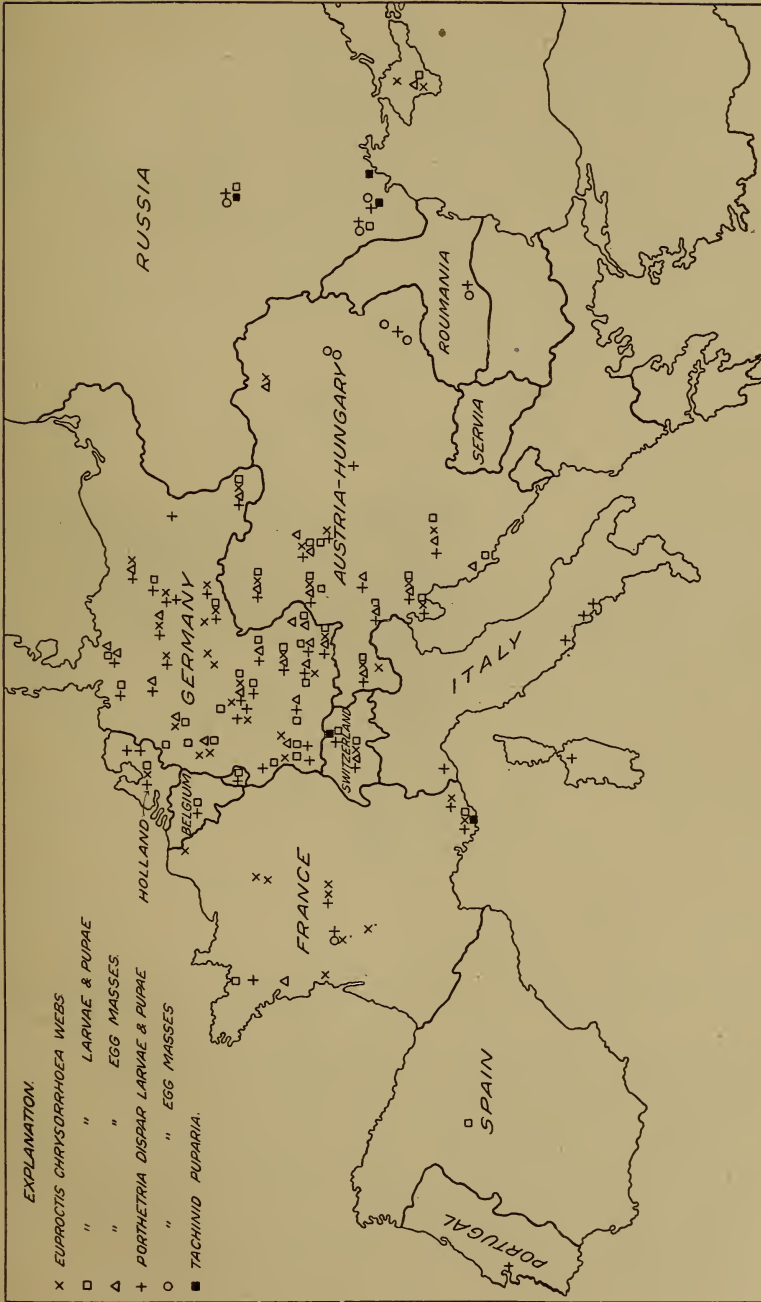 EXPLANATION.
x EUPROCTIS CHRYSORRHOEA WEBS
□ " " LARVAE & PUPAE
△ " " EGG MASSES.
+ PORTHETRIA DISPAR LARVAE & PUPAE
○ " " EGG MASSES
■ TACHINID PUPARIA.
RUSSIA
GERMANY
HOLLAND
BELGIUM
AUSTRIA-HUNGARY
ROUMANIA
SERVIA
SWITZERLAND
FRANCE
ITALY
SPAIN
PORTUGAL